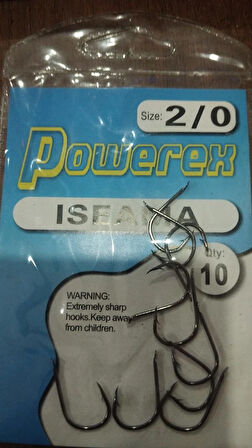 Size: 2/0
Powerex
Qty:
10
WARNING:
Extremely sharp
hooks.Keep away
from children.